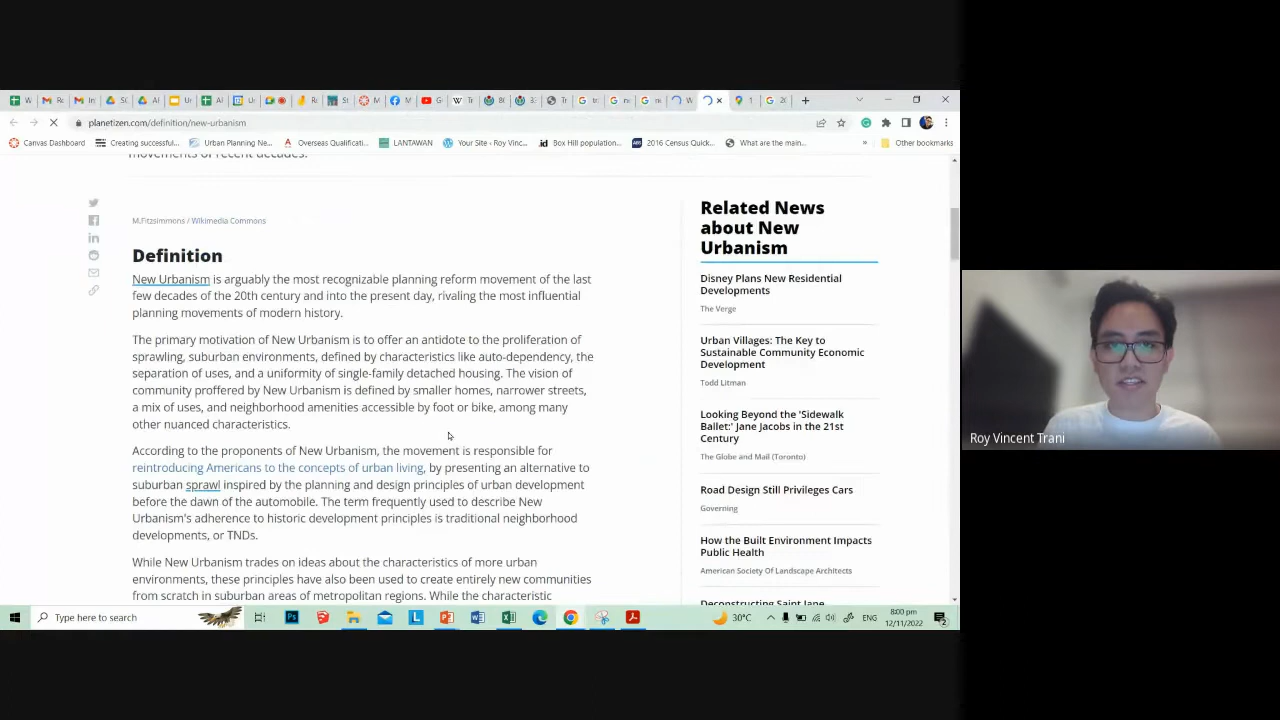 planetizen.com/definition/new-urbanism
Canvas Dashboard
Creating successful...
Urban Planning Ne...
Overseas Qualificati...
LANTAWAN
Your Site ‹ Roy Vinc...
.id Box Hill population...
2016 Census Quick...
What are the main...
»
Other bookmarks
movements of recent decades.
M.Fitzsimmons / Wikimedia Commons
Definition
New Urbanism is arguably the most recognizable planning reform movement of the last
few decades of the 20th century and into the present day, rivaling the most influential
planning movements of modern history.
The primary motivation of New Urbanism is to offer an antidote to the proliferation of
sprawling, suburban environments, defined by characteristics like auto-dependency, the
separation of uses, and a uniformity of single-family detached housing. The vision of
community proffered by New Urbanism is defined by smaller homes, narrower streets,
a mix of uses, and neighborhood amenities accessible by foot or bike, among many
other nuanced characteristics.
According to the proponents of New Urbanism, the movement is responsible for
reintroducing Americans to the concepts of urban living, by presenting an alternative to
suburban sprawl inspired by the planning and design principles of urban development
before the dawn of the automobile. The term frequently used to describe New
Urbanism's adherence to historic development principles is traditional neighborhood
developments, or TNDs.
While New Urbanism trades on ideas about the characteristics of more urban
environments, these principles have also been used to create entirely new communities
from scratch in suburban areas of metropolitan regions. While the characteristic
Related News
about New
Urbanism
Disney Plans New Residential
Developments
The Verge
Urban Villages: The Key to
Sustainable Community Economic
Development
Todd Litman
Looking Beyond the 'Sidewalk
Ballet:' Jane Jacobs in the 21st
Century
The Globe and Mail (Toronto)
Road Design Still Privileges Cars
Governing
How the Built Environment Impacts
Public Health
American Society Of Landscape Architects
Deconstructing Saint Jane
Type here to search
30°C
ENG
8:00 pm
12/11/2022
Roy Vincent Trani